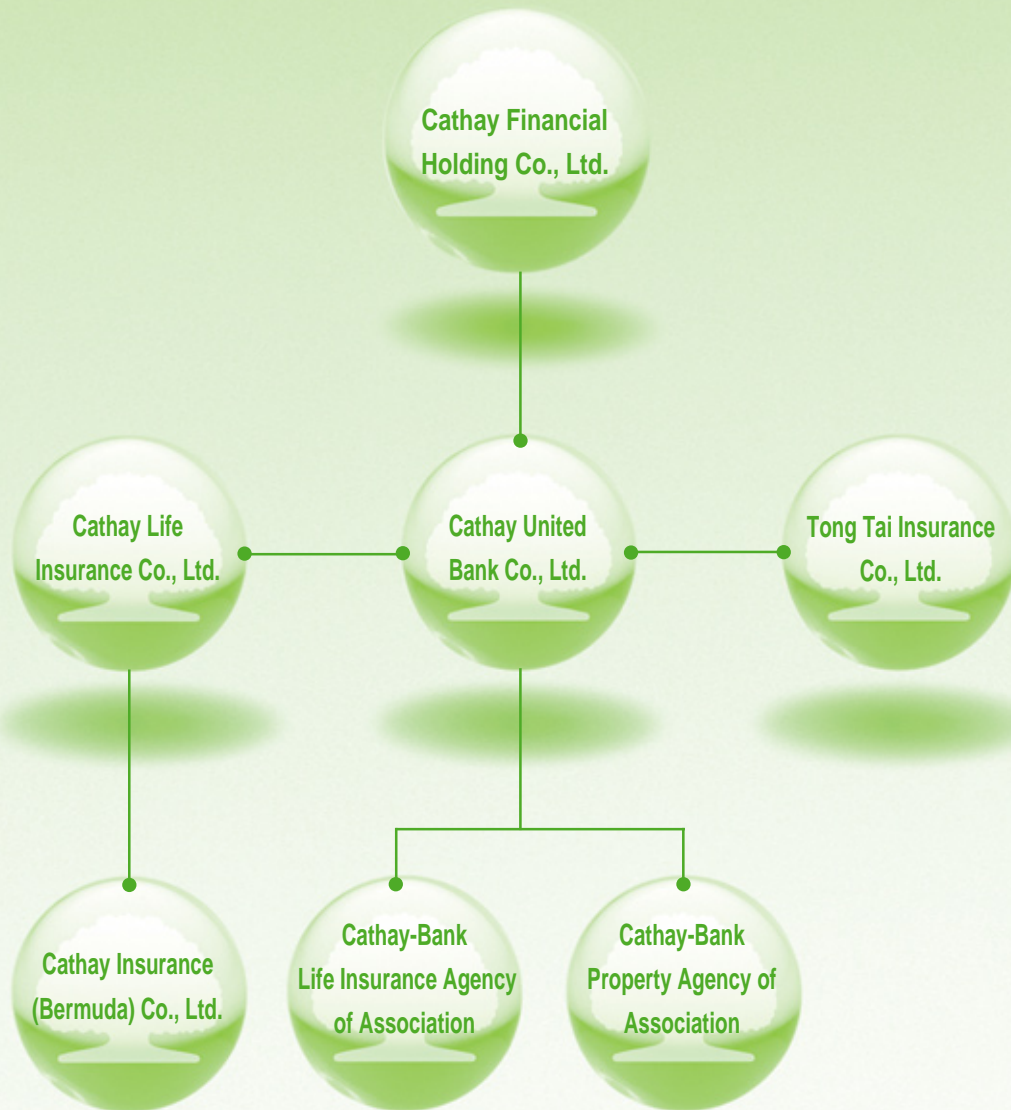 Cathay Financial
Holding Co., Ltd.
Cathay Life
Insurance Co., Ltd.
Cathay United
Bank Co., Ltd.
Tong Tai Insurance
Co., Ltd.
Cathay Insurance
(Bermuda) Co., Ltd.
Cathay-Bank
Life Insurance Agency
of Association
Cathay-Bank
Property Agency of
Association